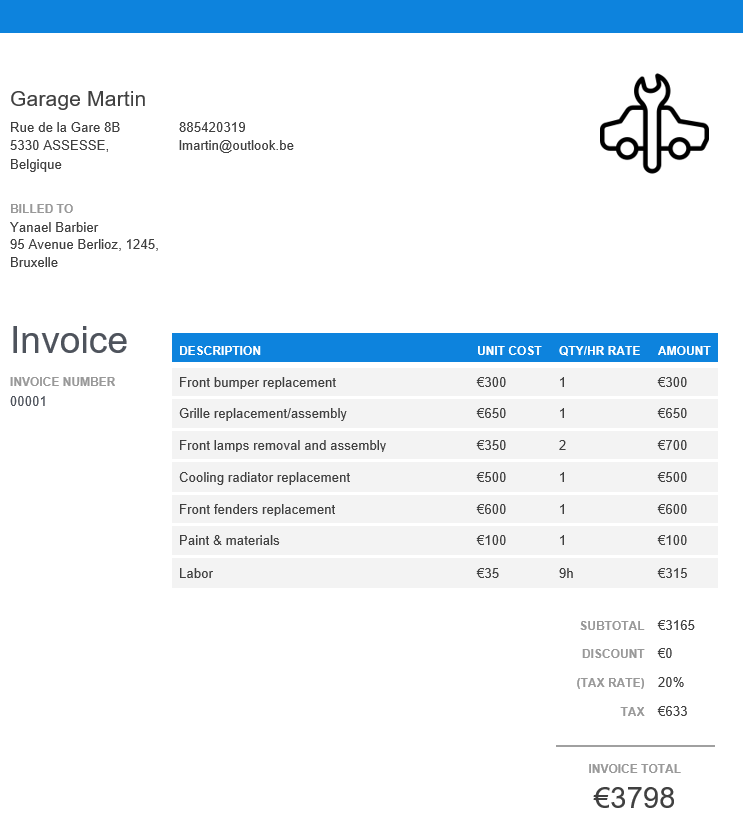 Garage Martin
Rue de la Gare 8B
5330 ASSESSE,
Belgique
885420319
lmartin@outlook.be
BILLED TO
Yanael Barbier
95 Avenue Berlioz, 1245,
Bruxelle
Invoice
INVOICE NUMBER
00001
DESCRIPTION UNIT COST QTY/HR RATE AMOUNT
Front bumper replacement €300 1 €300
Grille replacement/assembly €650 1 €650
Front lamps removal and assembly €350 2 €700
Cooling radiator replacement €500 1 €500
Front fenders replacement €600 1 €600
Paint & materials €100 1 €100
Labor €35 9h €315
SUBTOTAL €3165
DISCOUNT €0
(TAX RATE) 20%
TAX €633
INVOICE TOTAL
€3798